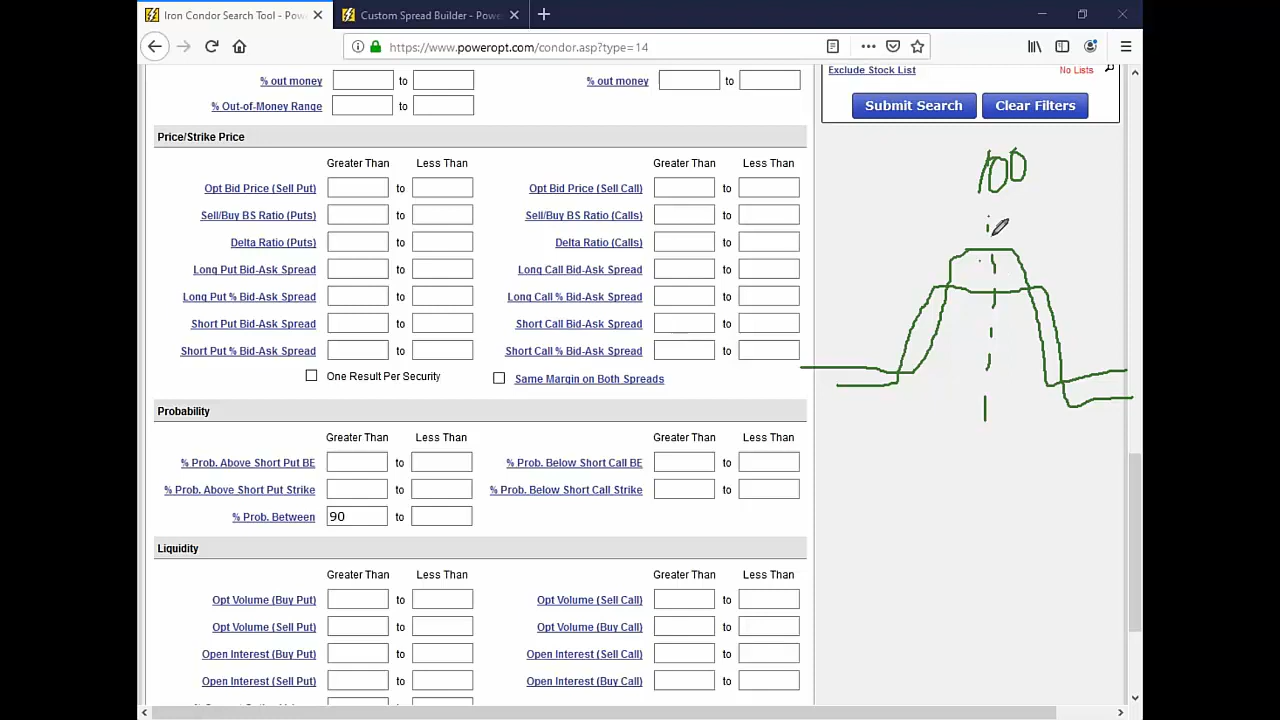 Iron Condor Search Tool - Pow
Custom Spread Builder - Power
https://www.poweropt.com/condor.asp?type=14
% out money to % out money to
% Out-of-Money Range to
Exclude Stock List No Lists
Submit Search Clear Filters
Price/Strike Price
Greater Than Less Than Greater Than Less Than
Opt Bid Price (Sell Put) to Opt Bid Price (Sell Call) to
Sell/Buy BS Ratio (Puts) to Sell/Buy BS Ratio (Calls) to
Delta Ratio (Puts) to Delta Ratio (Calls) to
Long Put Bid-Ask Spread to Long Call Bid-Ask Spread to
Long Put % Bid-Ask Spread to Long Call % Bid-Ask Spread to
Short Put Bid-Ask Spread to Short Call Bid-Ask Spread to
Short Put % Bid-Ask Spread to Short Call % Bid-Ask Spread to
One Result Per Security Same Margin on Both Spreads
Probability
Greater Than Less Than Greater Than Less Than
% Prob. Above Short Put BE to % Prob. Below Short Call BE to
% Prob. Above Short Put Strike to % Prob. Below Short Call Strike to
% Prob. Between 90 to
Liquidity
Greater Than Less Than Greater Than Less Than
Opt Volume (Buy Put) to Opt Volume (Sell Call) to
Opt Volume (Sell Put) to Opt Volume (Buy Call) to
Open Interest (Buy Put) to Open Interest (Sell Call) to
Open Interest (Sell Put) to Open Interest (Buy Call) to
100